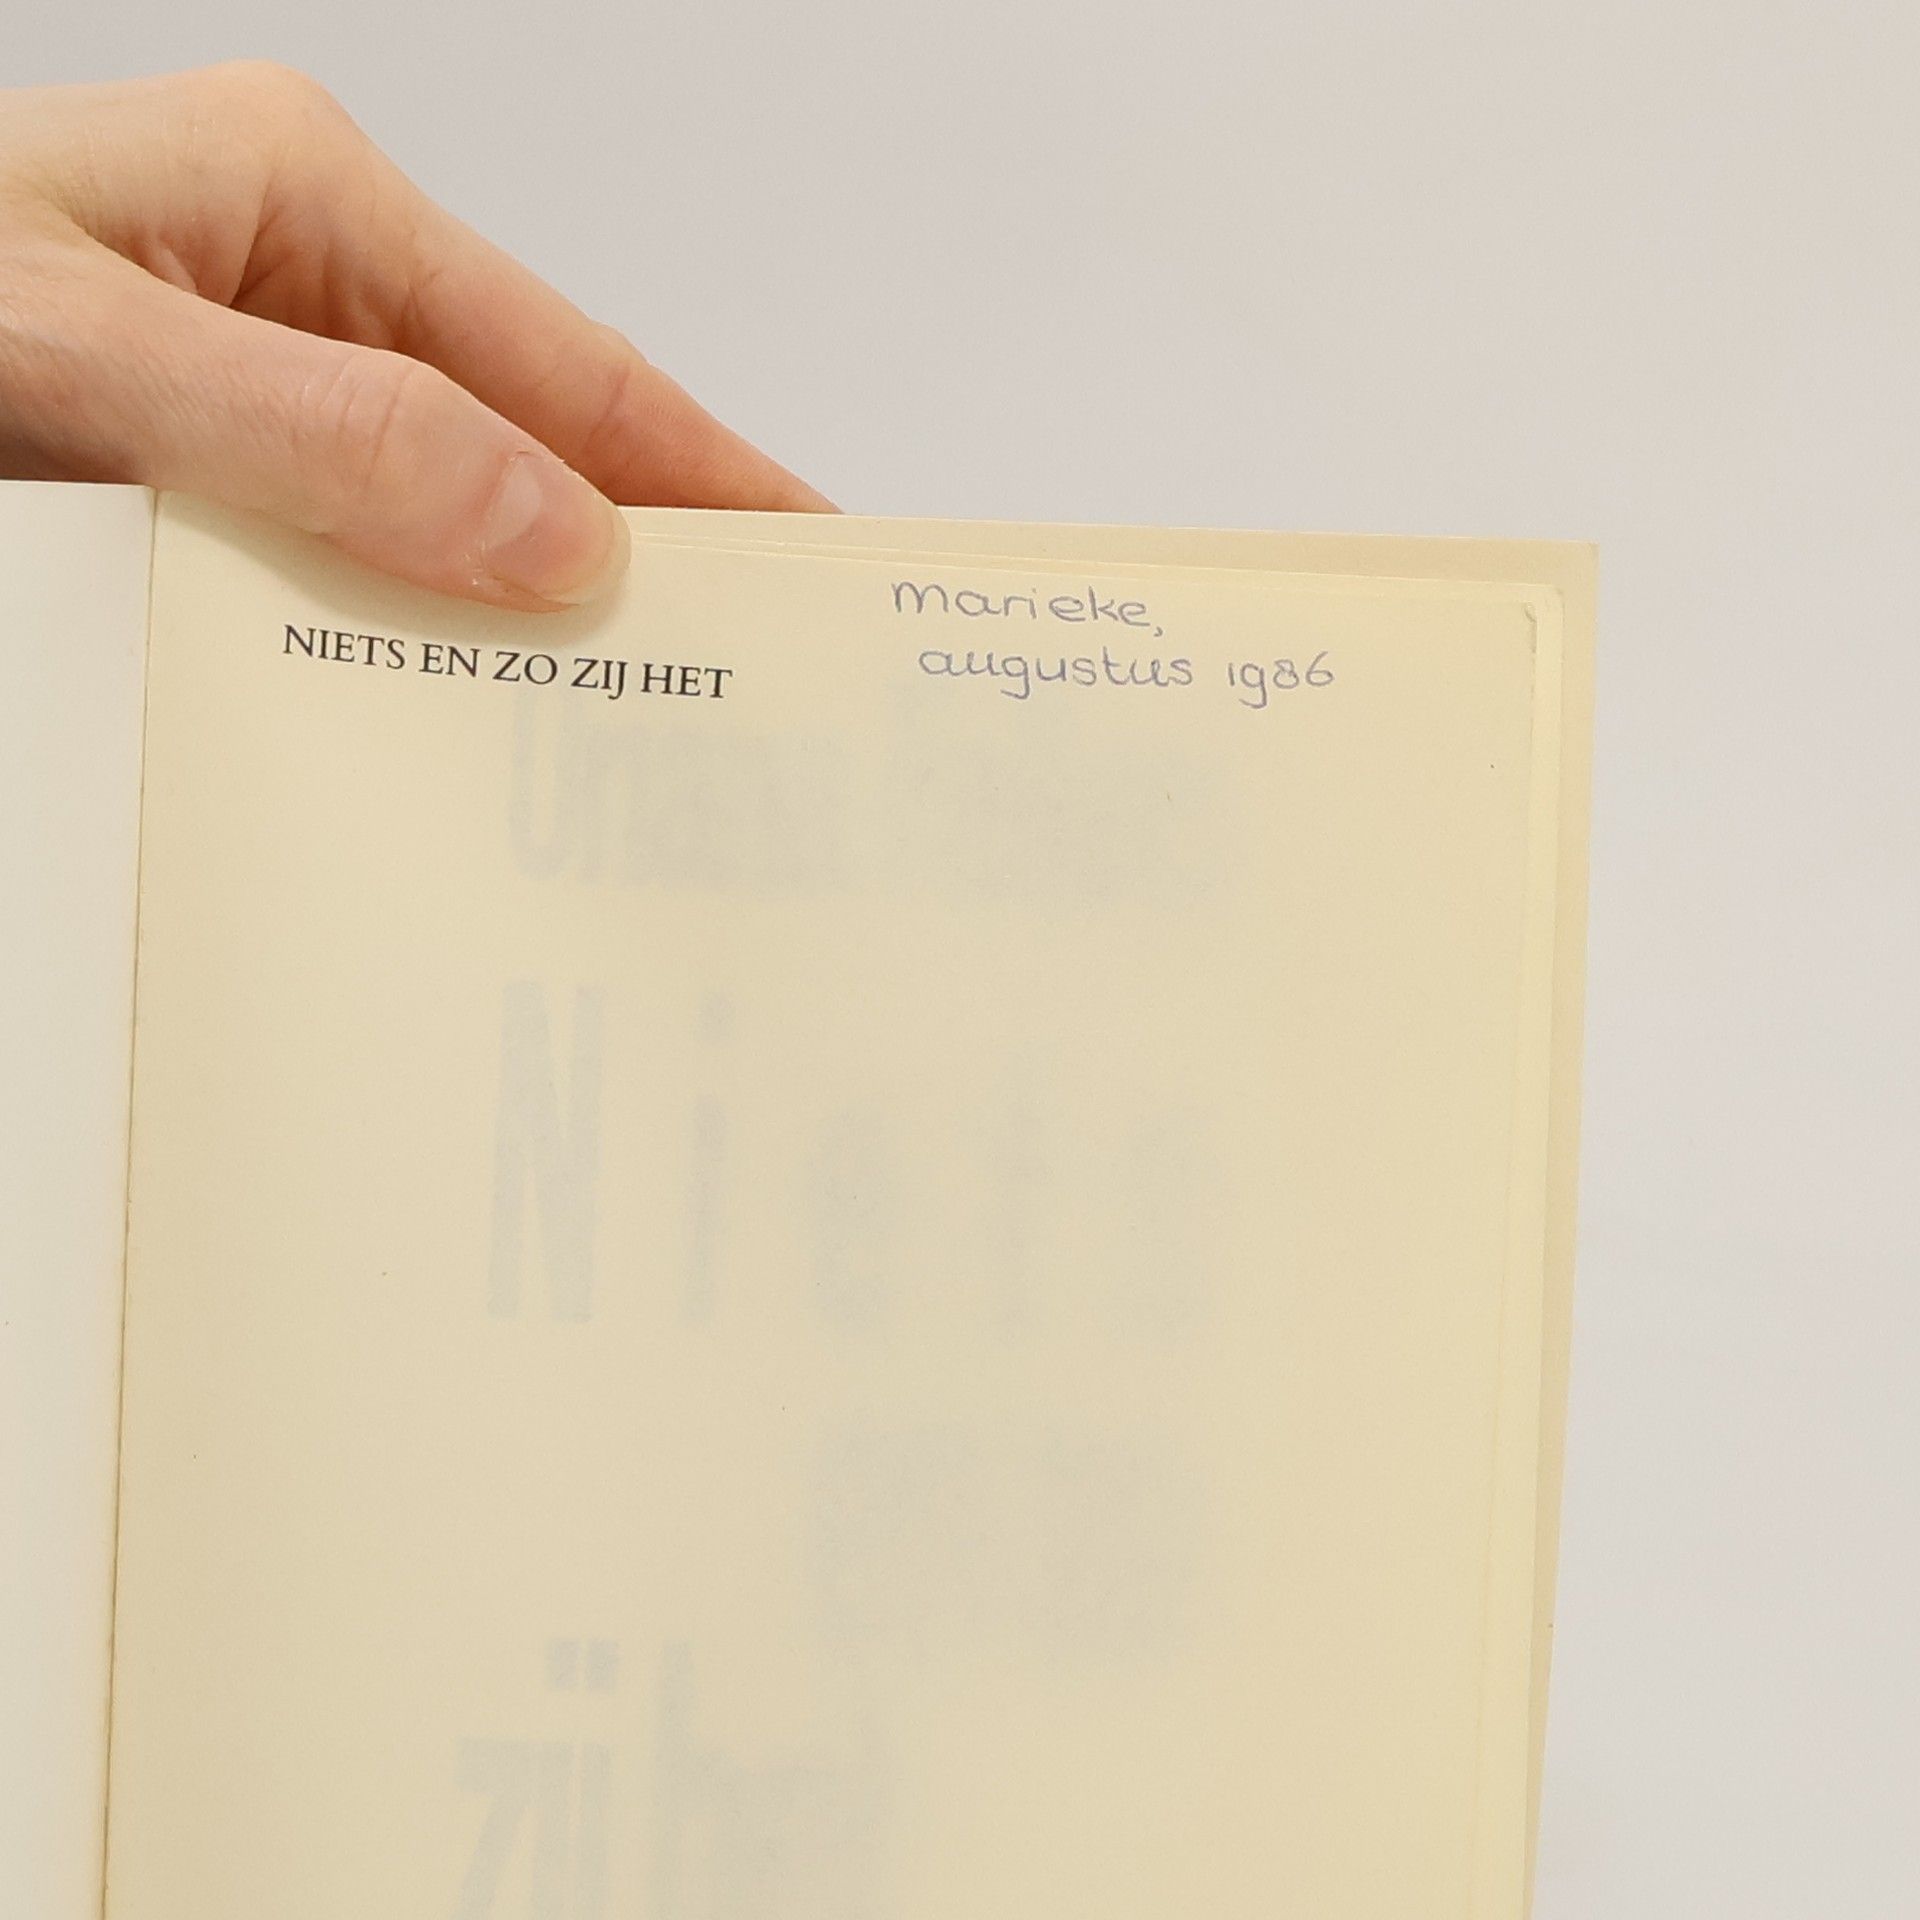 marieke,
augustus 1986
NIETS EN ZO ZIJ HET